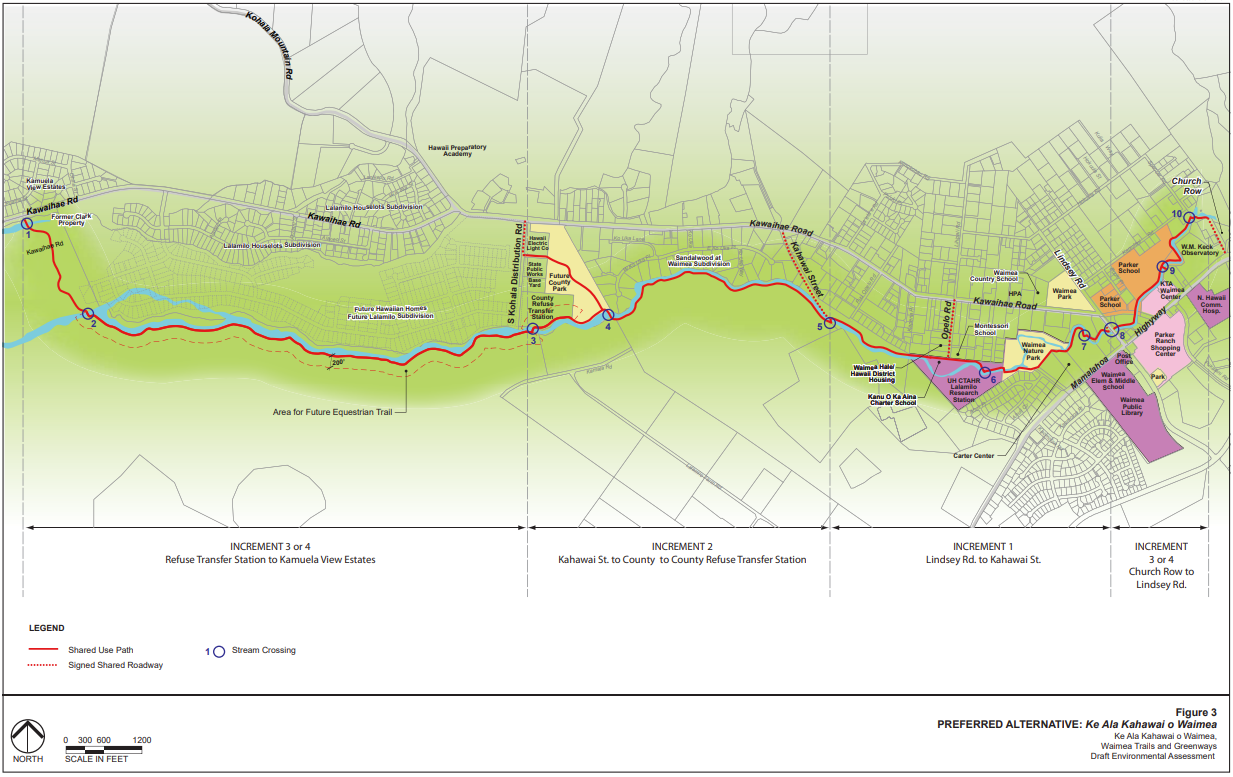 Kohala Mountain Rd
Hawaii Preparatory
Academy
Kamuela
View Estates
Kawaihae Rd
Former Clark
Property
1
Kawaihae Rd
2
Lalamilo Houselots Subdivision
Kawaihae Rd
Lalamilo Houselots Subdivision
Future Hawaiian Homes
Future Lalamilo Subdivision
200'
Area for Future Equestrian Trail
S Kohala Distribution Rd
Hawaii
Electric
Light Co
State
Public
Works
Base
Yard
Future
County
Park
County
Refuse
Transfer
Station
3
4
Sandalwood at
Waimea Subdivision
Kawaihae Road
Kahawai Street
5
Waimea Hale/
Hawaii District
Housing
Kanu O Ka Aina
Charter School
Opelo Rd
UH CTAHR
Lalamilo
Research
Station
6
Montessori
School
Waimea
Nature
Park
Waimea
Country School
HPA
Kawaihae Road
Lindsey Rd
Waimea
Park
7
8
Carter Center
Mamalahoa Highyway
Post
Office
Waimea
Elem & Middle
School
Waimea
Public
Library
Parker
School
Parker
School
9
10
Church
Row
W.M. Keck
Observatory
KTA
Waimea
Center
N. Hawaii
Comm.
Hosp.
Parker
Ranch
Shopping
Center
Park
INCREMENT 3 or 4
Refuse Transfer Station to Kamuela View Estates
INCREMENT 2
Kahawai St. to County to County Refuse Transfer Station
INCREMENT 1
Lindsey Rd. to Kahawai St.
INCREMENT
3 or 4
Church Row to
Lindsey Rd.
LEGEND
Shared Use Path
Signed Shared Roadway
1 Stream Crossing
NORTH
0 300 600 1200
SCALE IN FEET
Figure 3
PREFERRED ALTERNATIVE: Ke Ala Kahawai o Waimea
Ke Ala Kahawai o Waimea,
Waimea Trails and Greenways
Draft Environmental Assessment